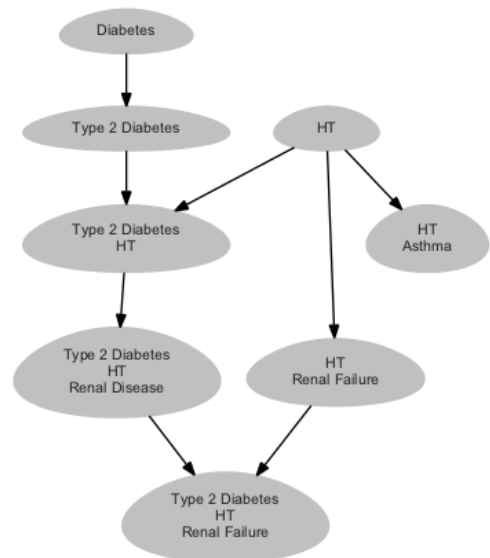 Diabetes
Type 2 Diabetes
HT
Type 2 Diabetes
HT
HT
Asthma
Type 2 Diabetes
HT
Renal Disease
HT
Renal Failure
Type 2 Diabetes
HT
Renal Failure